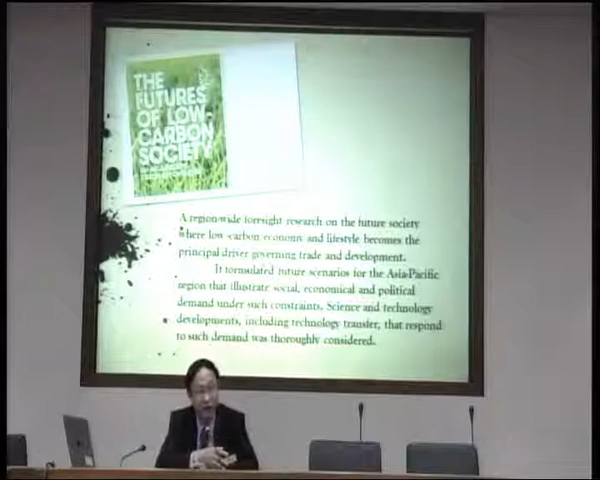 THE
FUTURES
OF LOW-
CARBON
SOCIETY
A region-wide foresight research on the future society
where low-carbon economy and lifestyle becomes the
principal driver governing trade and development.
It formulated future scenarios for the Asia-Pacific
region that illustrate social, economical and political
demand under such constraints. Science and technology
developments, including technology transfer, that respond
to such demand was thoroughly considered.